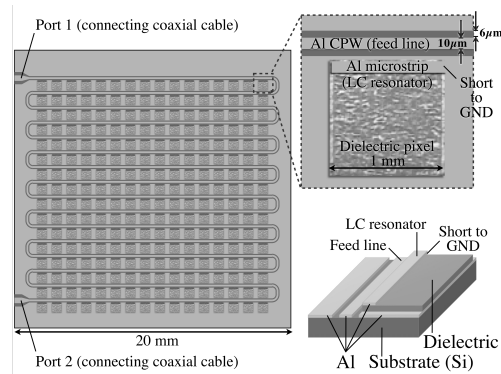 Port 1 (connecting coaxial cable)
Al CPW (feed line)
10μm
6μm
Al microstrip
(LC resonator)
Short to
GND
Dielectric pixel
1 mm
20 mm
Port 2 (connecting coaxial cable)
LC resonator
Feed line
Short to
GND
Dielectric
Al
Substrate (Si)